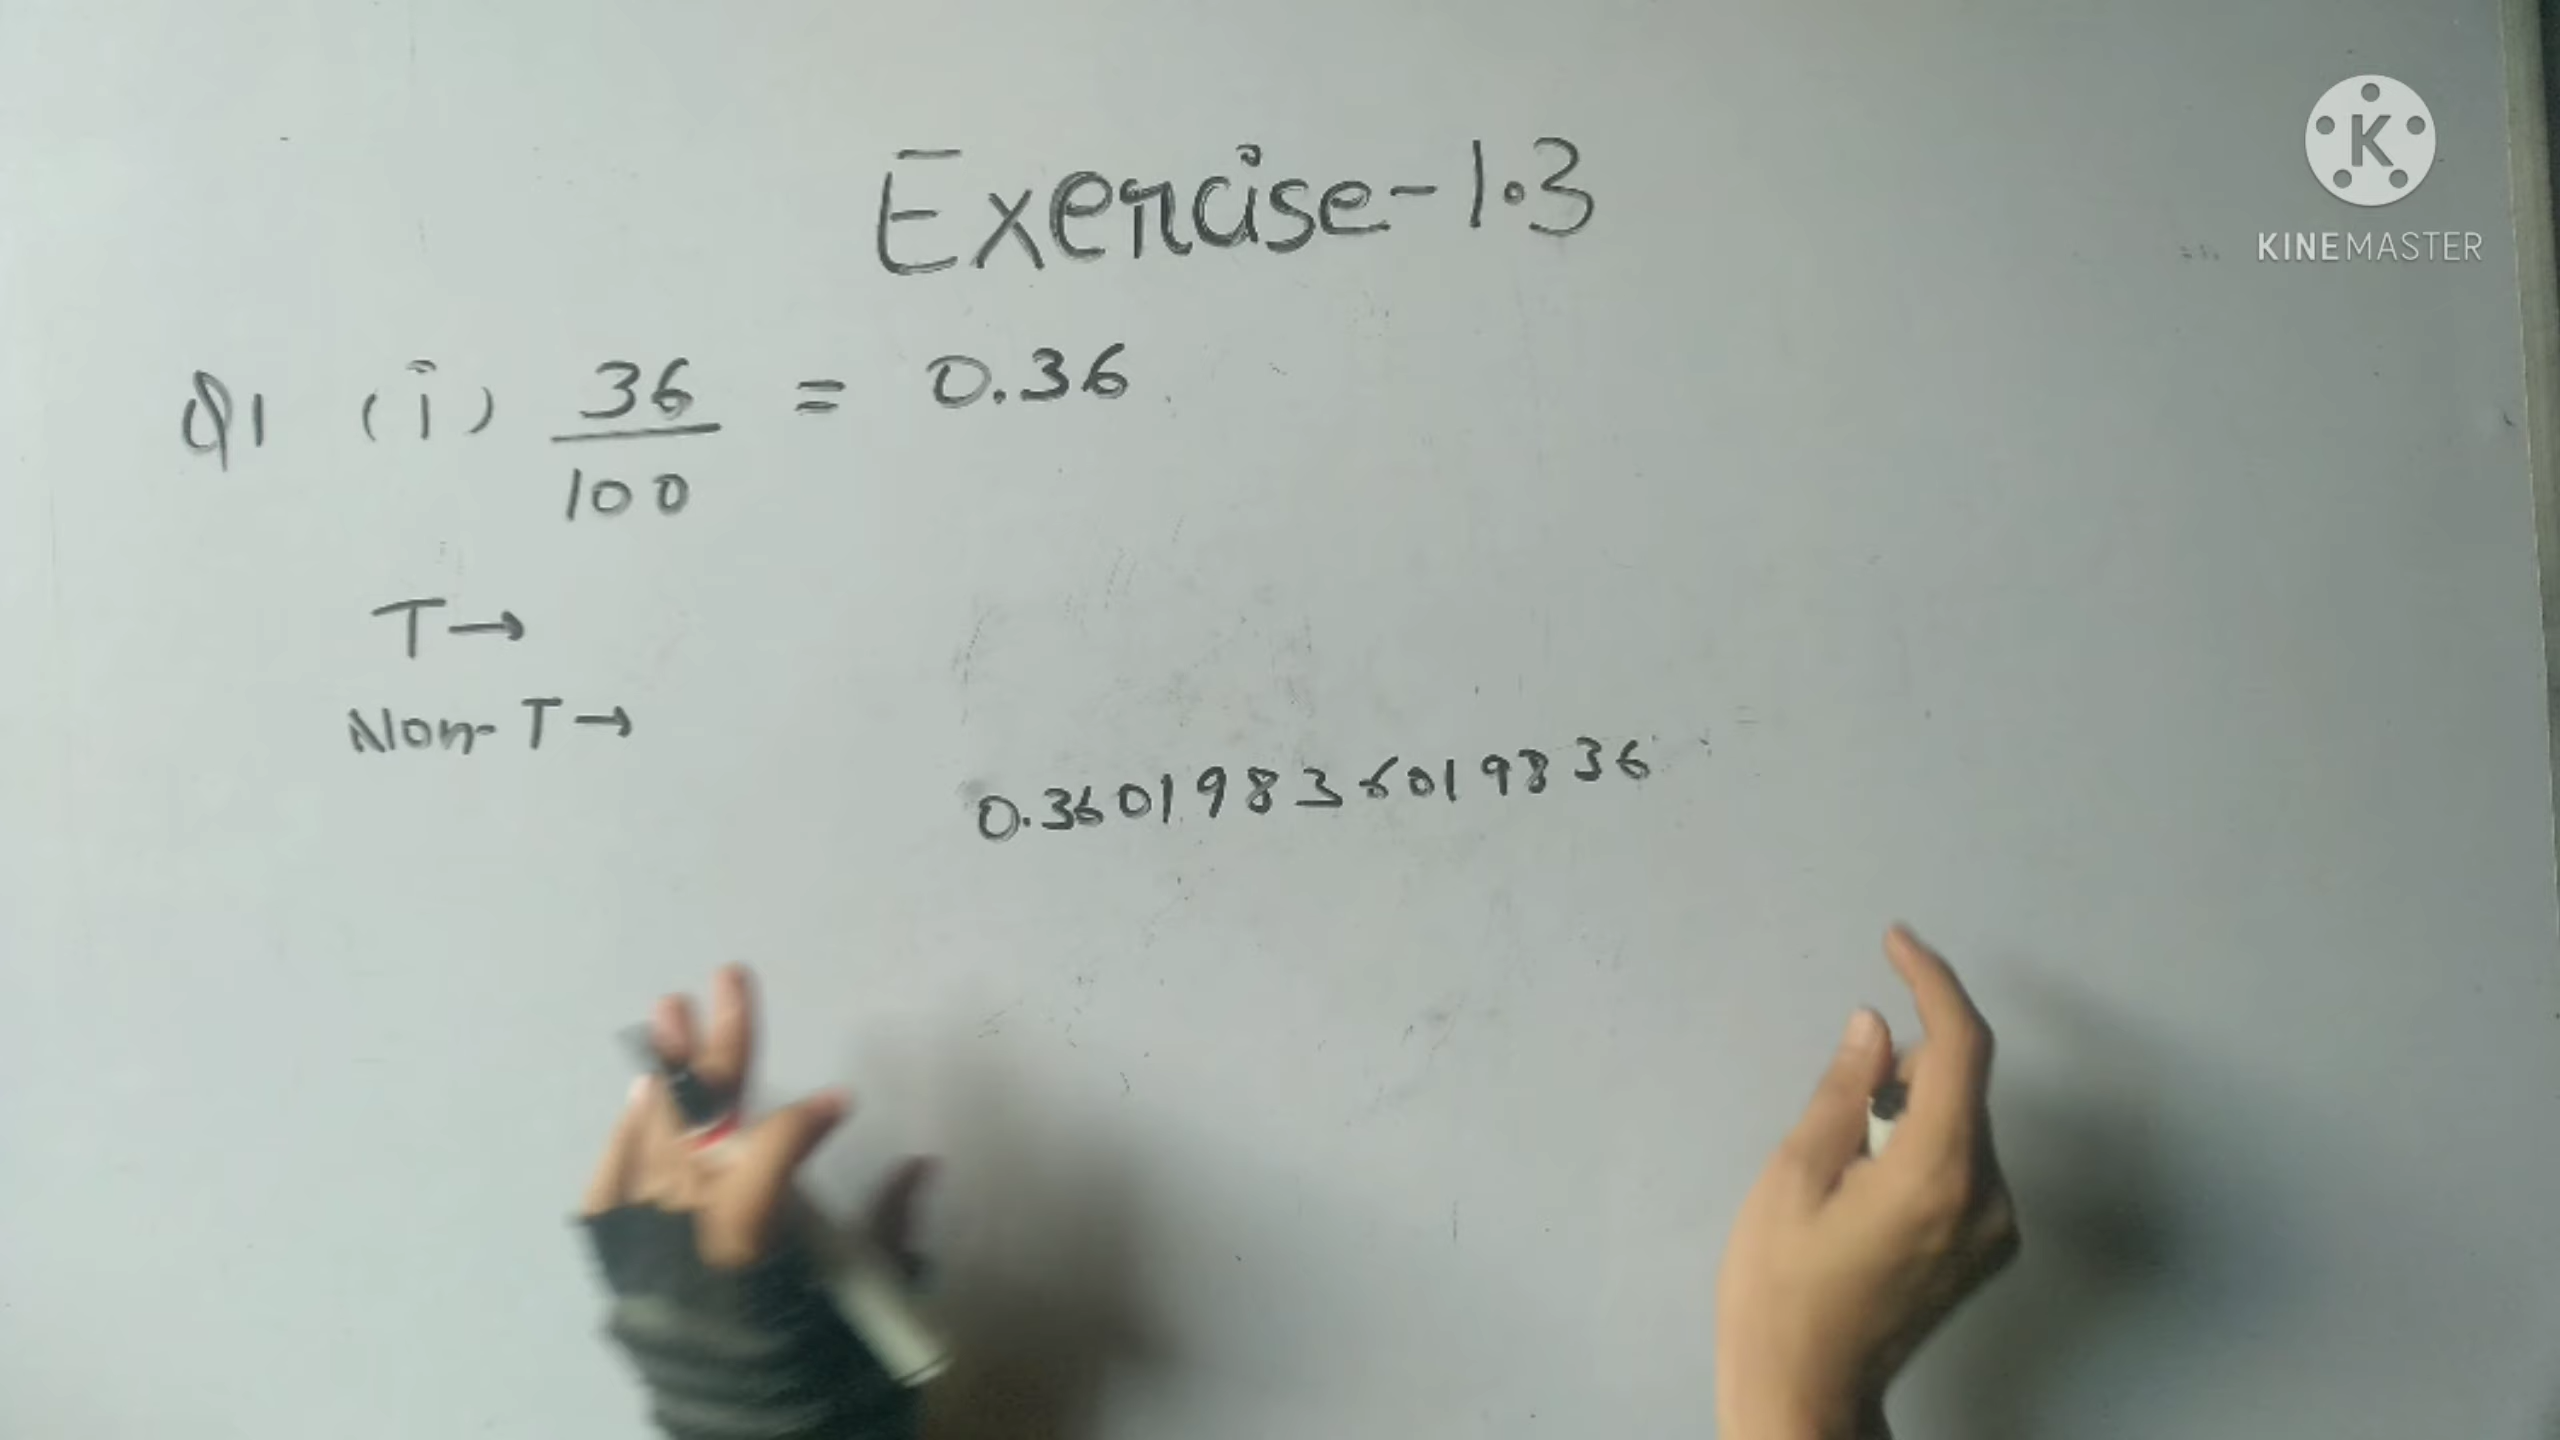 Exercise-1.3
K
KINEMASTER
Q1 (i) 36/100 = 0.36
T→
Non-T→
0.36019836019836